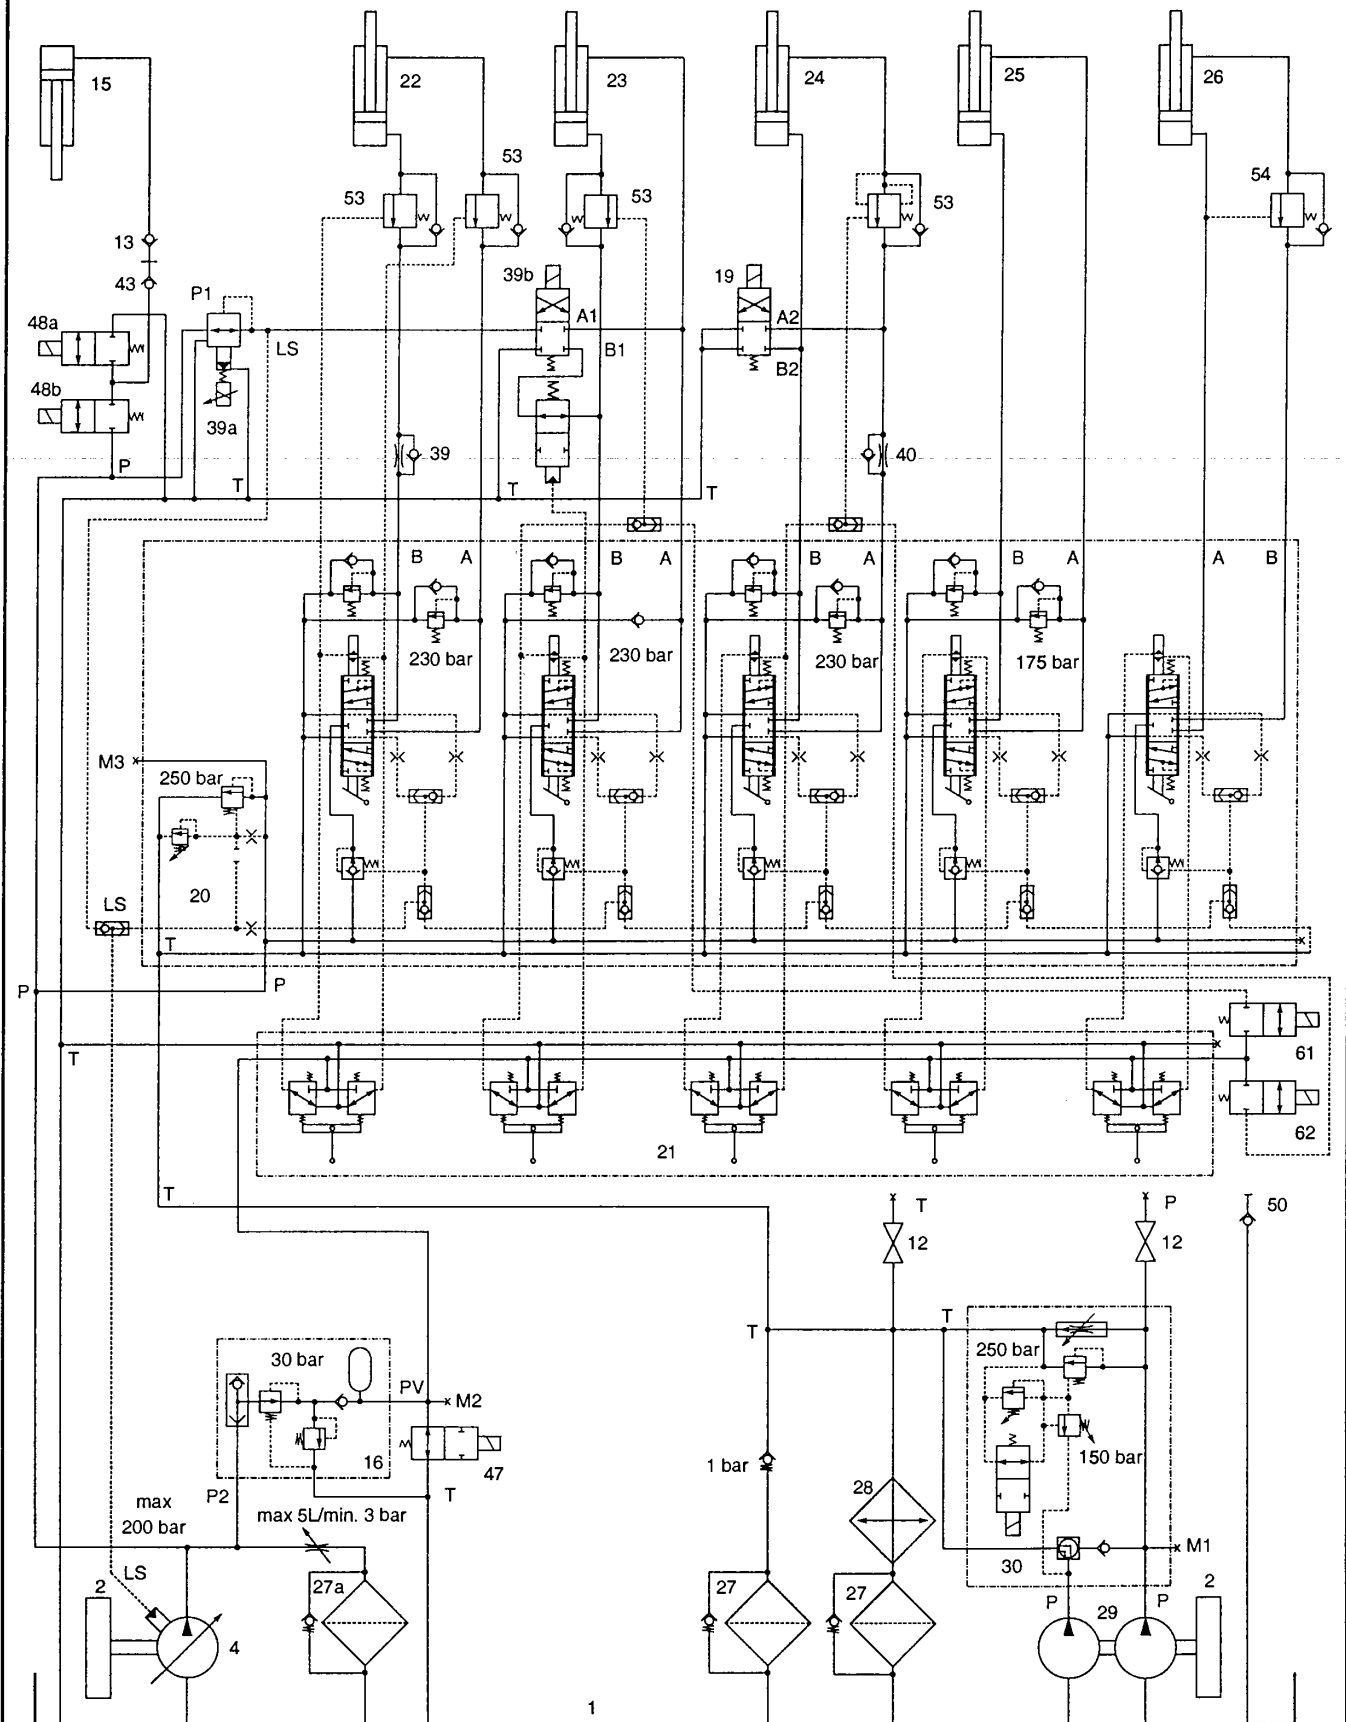 15
22
23
24
25
26
53
53
53
53
54
13
43
39b
19
P1
48a
A1
A2
LS
B1
B2
48b
39a
39
40
P
T
T
T
B A
B A
B A
B A
A B
230 bar
230 bar
230 bar
175 bar
M3
250 bar
20
LS
T
P
P
T
61
62
21
T
T
P
50
12
12
T
T
250 bar
30 bar
PV
M2
16
47
150 bar
1 bar
P2
T
max
200 bar
max 5L/min. 3 bar
28
M1
30
LS
2
27a
27
27
P
29
P
2
4
1